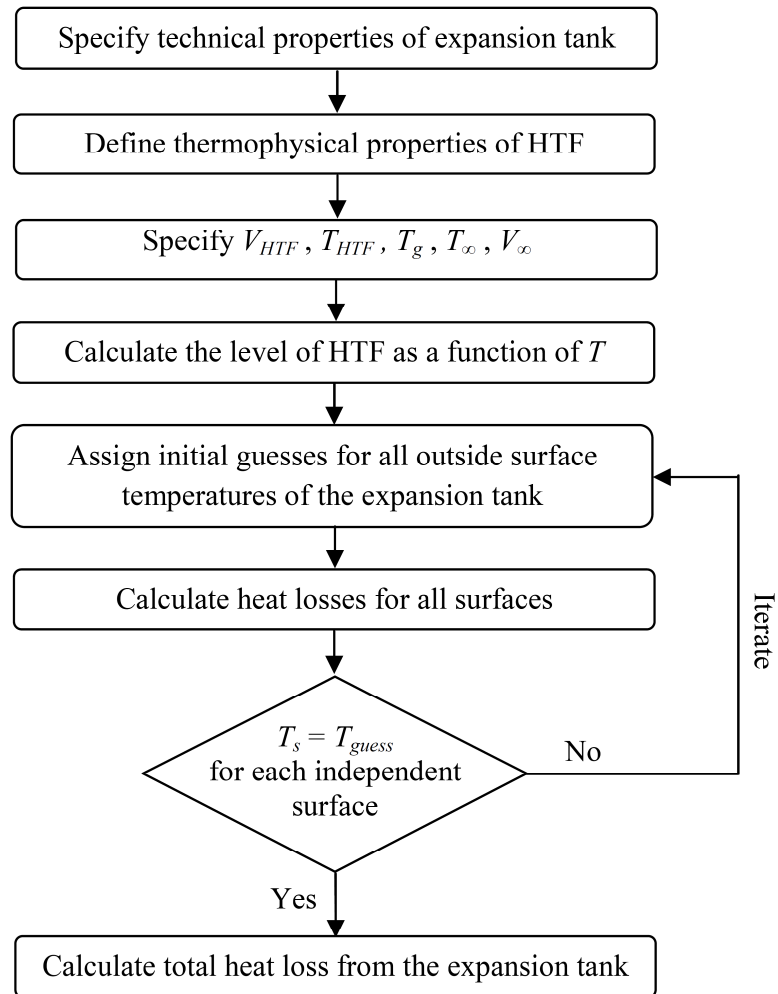 Specify technical properties of expansion tank
Define thermophysical properties of HTF
Specify V_HTF , T_HTF , T_g , T_∞ , V_∞
Calculate the level of HTF as a function of T
Assign initial guesses for all outside surface
temperatures of the expansion tank
Calculate heat losses for all surfaces
Iterate
T_s = T_guess
for each independent
surface
No
Yes
Calculate total heat loss from the expansion tank